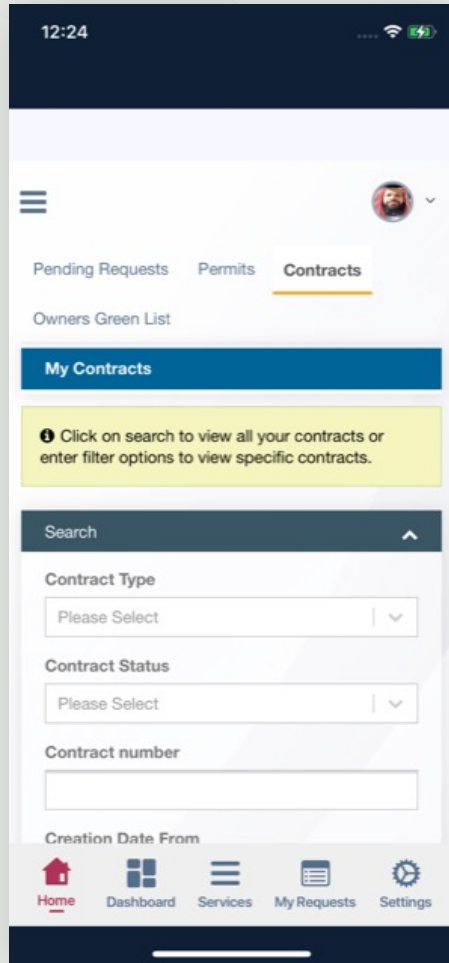 12:24
Pending Requests Permits Contracts
Owners Green List
My Contracts
Click on search to view all your contracts or
enter filter options to view specific contracts.
Search
Contract Type
Please Select
Contract Status
Please Select
Contract number
Creation Date From
Home Dashboard Services My Requests Settings